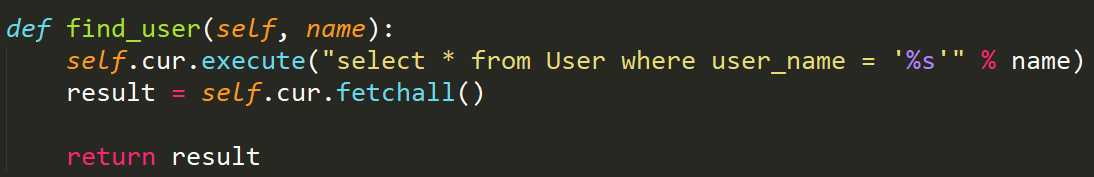 def find_user(self, name):
    self.cur.execute("select * from User where user_name = '%s'" % name)
    result = self.cur.fetchall()
    return result